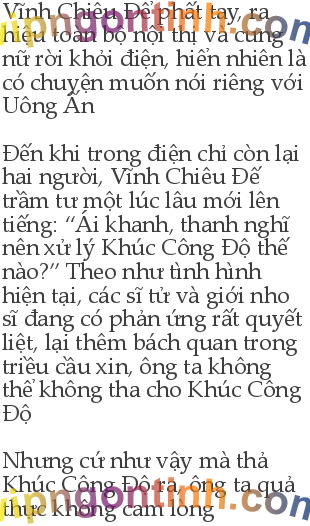 Vĩnh Chiêu Đế phất tay, ra
hiệu toàn bộ nội thị và cung
nữ rời khỏi điện, hiển nhiên là
có chuyện muốn nói riêng với
Uông Ấn
Đến khi trong điện chỉ còn lại
hai người, Vĩnh Chiêu Đế
trầm tư một lúc lâu mới lên
tiếng: “Ái khanh, thanh nghĩ
nên xử lý Khúc Công Độ thế
nào?” Theo như tình hình
hiện tại, các sĩ tử và giới nho
sĩ đang có phản ứng rất quyết
liệt, lại thêm bách quan trong
triều cầu xin, ông ta không
thể không tha cho Khúc Công
Độ
Nhưng cứ như vậy mà thả
Khúc Công Độ ra, ông ta quả
thực không cam lòng
vipngontinh.com
vipngontinh.com